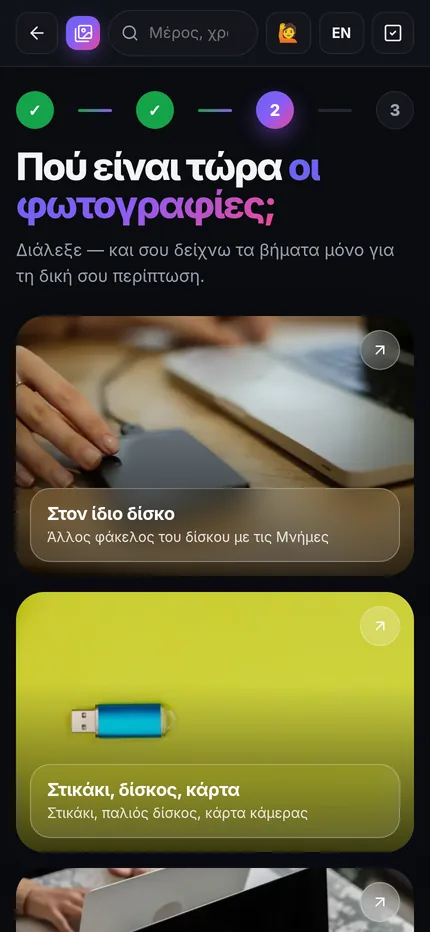 Μέρος, χρ
EN
✓ ✓ 2 3
Πού είναι τώρα οι
φωτογραφίες;
Διάλεξε — και σου δείχνω τα βήματα μόνο για
τη δική σου περίπτωση.
Στον ίδιο δίσκο
Άλλος φάκελος του δίσκου με τις Μνήμες
Στικάκι, δίσκος, κάρτα
Στικάκι, παλιός δίσκος, κάρτα κάμερας